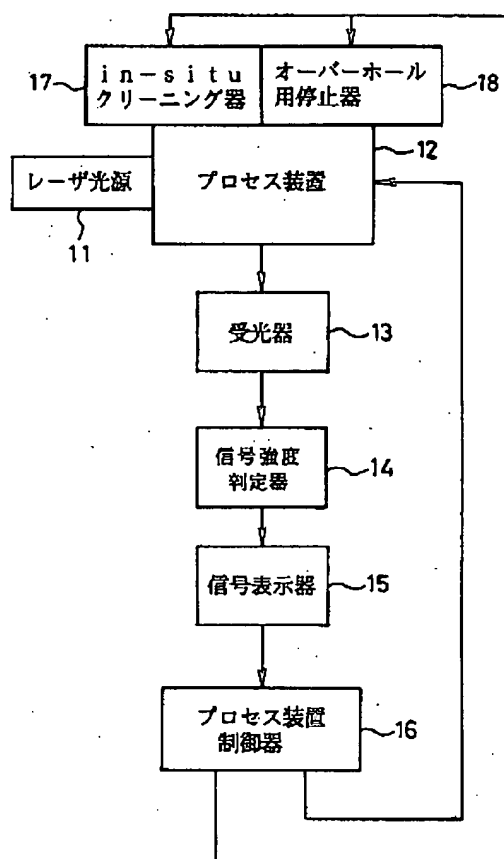 17
ｉｎ－ｓｉｔｕ
クリーニング器
オーバーホール
用停止器
18
レーザ光源
11
プロセス装置
12
受光器
13
信号強度
判定器
14
信号表示器
15
プロセス装置
制御器
16